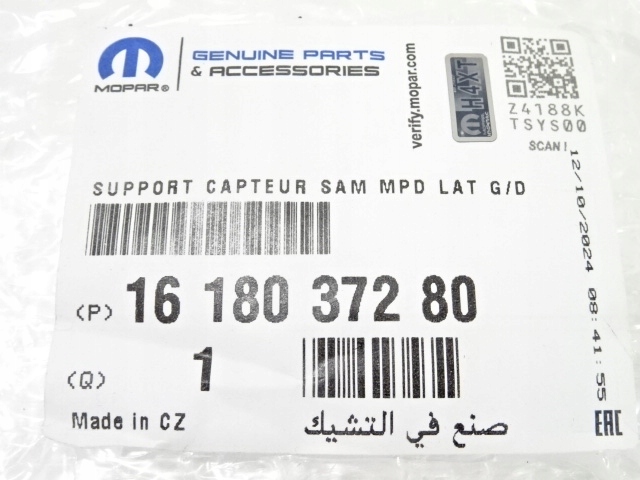 MOPAR®
GENUINE PARTS
& ACCESSORIES
verify.mopar.com
H4XT
Z4188K
TSYS00
SCAN!
12/10/2024 08:41:55
SUPPORT CAPTEUR SAM MPD LAT G/D
(P) 16 180 372 80
(Q) 1
Made in CZ
صنع في التشيك
EAC